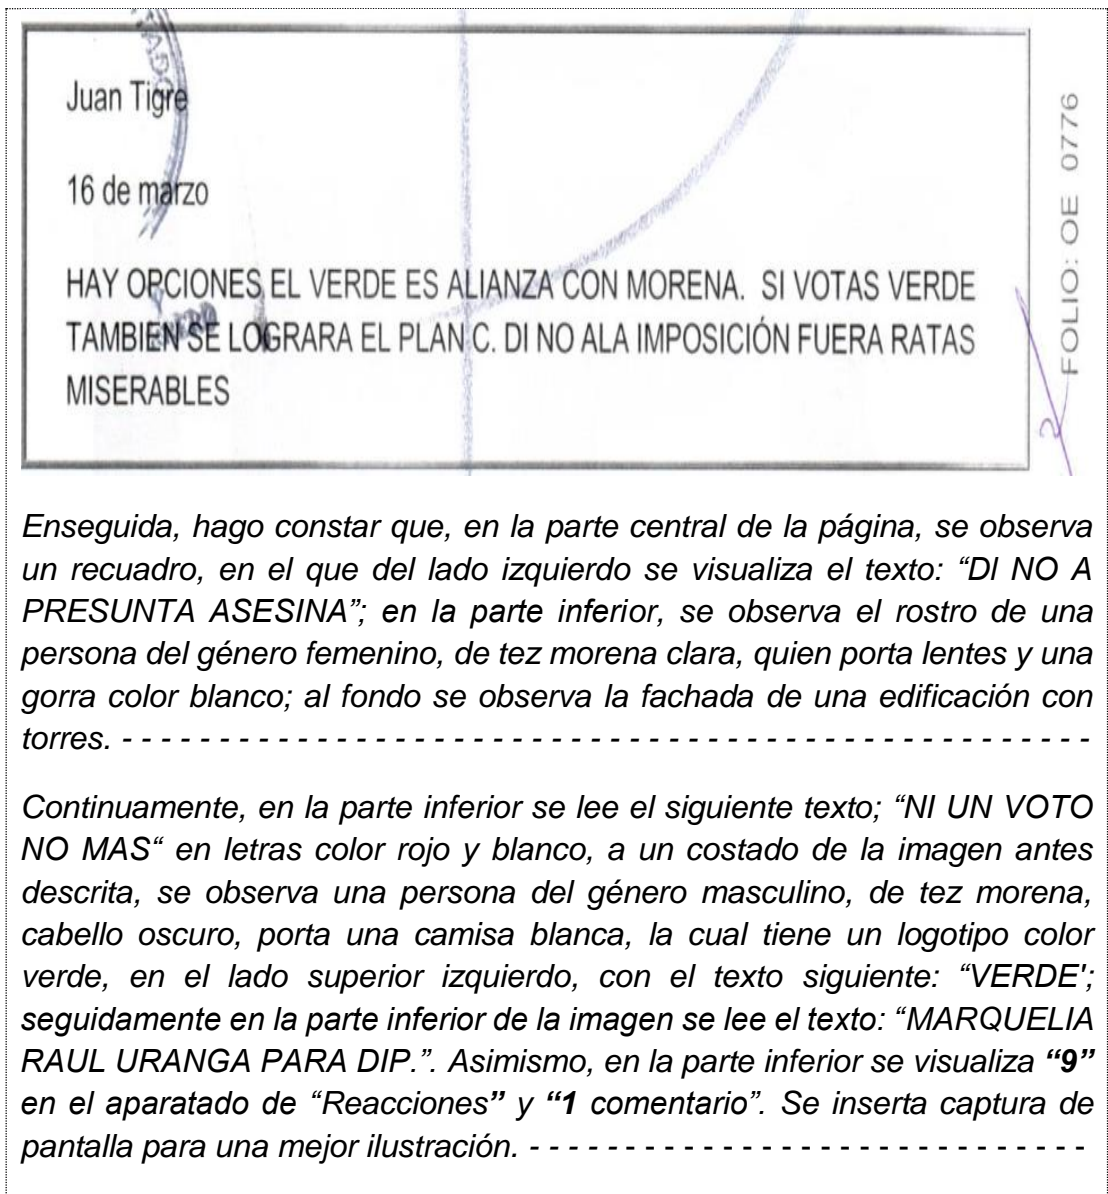 Juan Tigre
16 de marzo
HAY OPCIONES EL VERDE ES ALIANZA CON MORENA. SI VOTAS VERDE
TAMBIEN SE LOGRARA EL PLAN C. DI NO ALA IMPOSICIÓN FUERA RATAS
MISERABLES
FOLIO: OE 0776
Enseguida, hago constar que, en la parte central de la página, se observa
un recuadro, en el que del lado izquierdo se visualiza el texto: “DI NO A
PRESUNTA ASESINA”; en la parte inferior, se observa el rostro de una
persona del género femenino, de tez morena clara, quien porta lentes y una
gorra color blanco; al fondo se observa la fachada de una edificación con
torres. - - - - - - - - - - - - - - - - - - - - - - - - - - - - - - - - - - - - - - - - - - - - - - - - - -
Continuamente, en la parte inferior se lee el siguiente texto; “NI UN VOTO
NO MAS“ en letras color rojo y blanco, a un costado de la imagen antes
descrita, se observa una persona del género masculino, de tez morena,
cabello oscuro, porta una camisa blanca, la cual tiene un logotipo color
verde, en el lado superior izquierdo, con el texto siguiente: “VERDE';
seguidamente en la parte inferior de la imagen se lee el texto: “MARQUELIA
RAUL URANGA PARA DIP.”. Asimismo, en la parte inferior se visualiza “9”
en el aparatado de “Reacciones” y “1 comentario”. Se inserta captura de
pantalla para una mejor ilustración. - - - - - - - - - - - - - - - - - - - - - - - - - - - - -